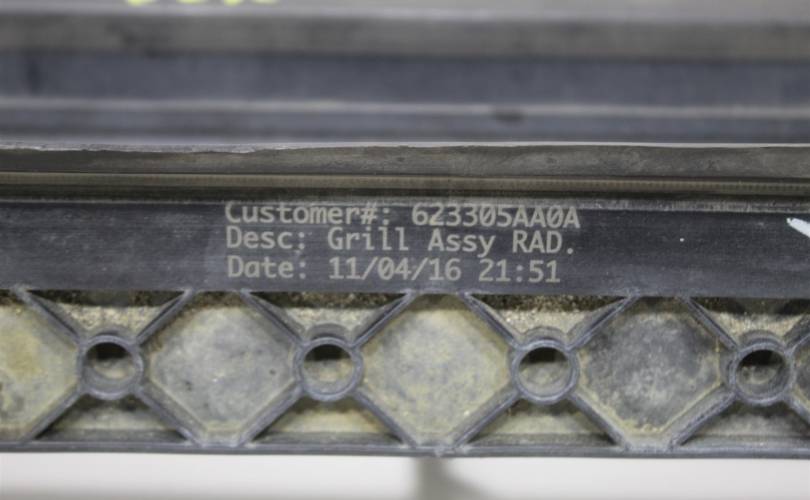 Customer#: 623305AA0A
Desc: Grill Assy RAD.
Date: 11/04/16 21:51